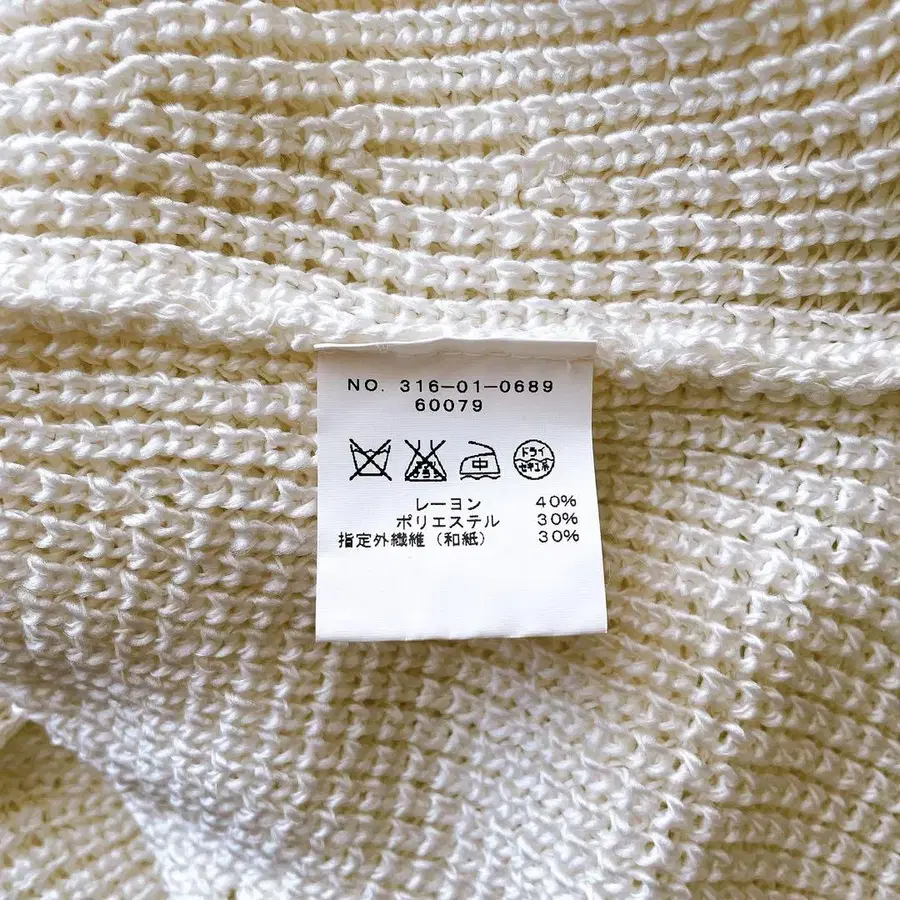 NO. 316-01-0689
60079
中 ドライ
セキユ系
レーヨン 40%
ポリエステル 30%
指定外繊維（和紙） 30%